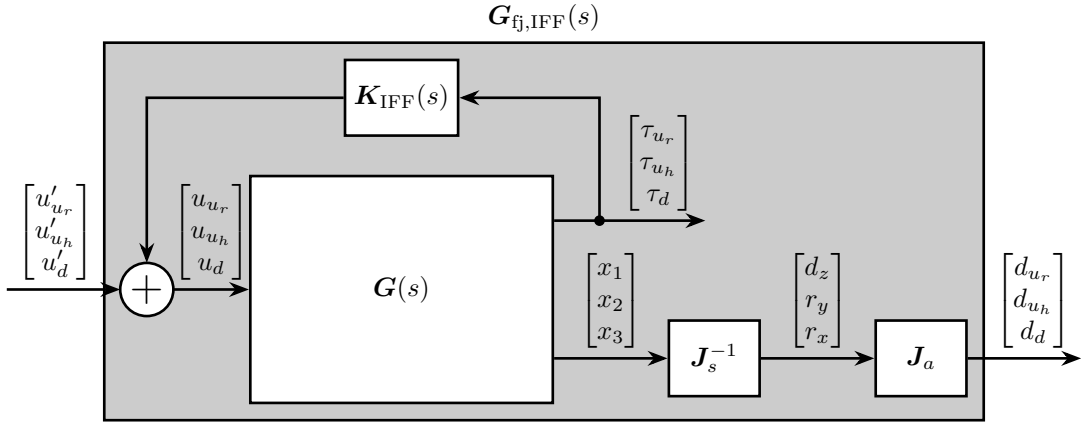 G_fj,IFF(s)
K_IFF(s)
[τ_u_r
τ_u_h
τ_d]
[u′_u_r
u′_u_h
u′_d]
[u_u_r
u_u_h
u_d]
+
G(s)
[x_1
x_2
x_3]
J_s^−1
[d_z
r_y
r_x]
J_a
[d_u_r
d_u_h
d_d]